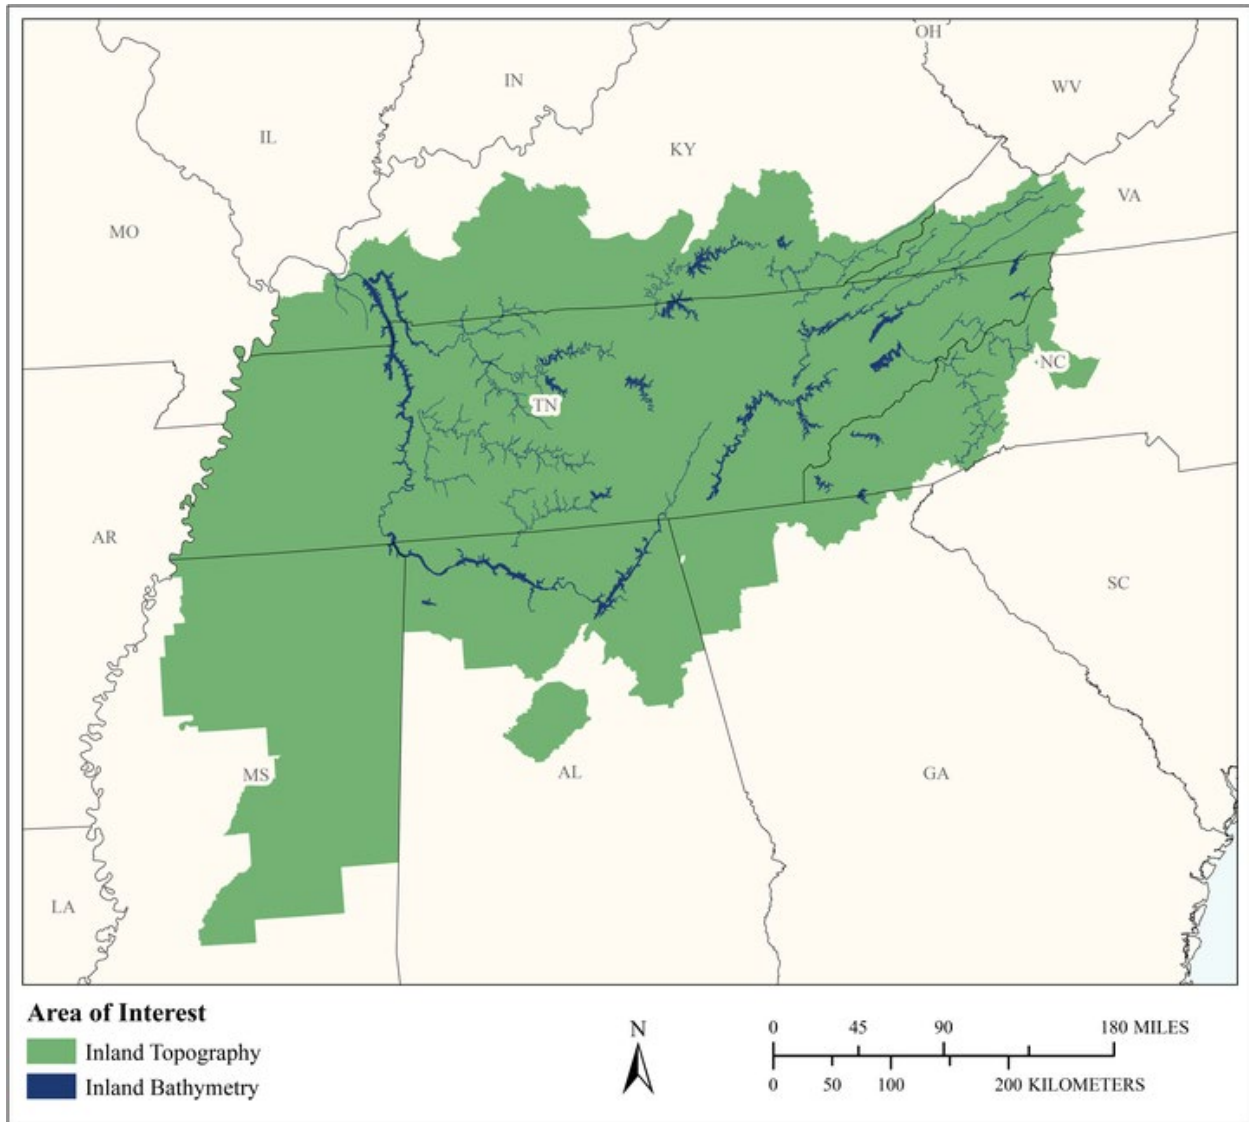 OH
IN
WV
IL
KY
VA
MO
NC
TN
AR
SC
MS
AL
GA
LA
Area of Interest
Inland Topography
Inland Bathymetry
N
0 45 90 180 MILES
0 50 100 200 KILOMETERS